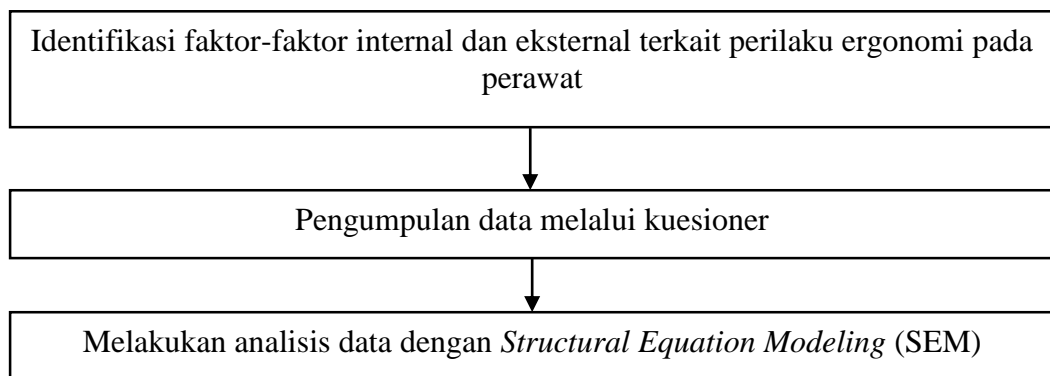 Identifikasi faktor-faktor internal dan eksternal terkait perilaku ergonomi pada
perawat
Pengumpulan data melalui kuesioner
Melakukan analisis data dengan Structural Equation Modeling (SEM)